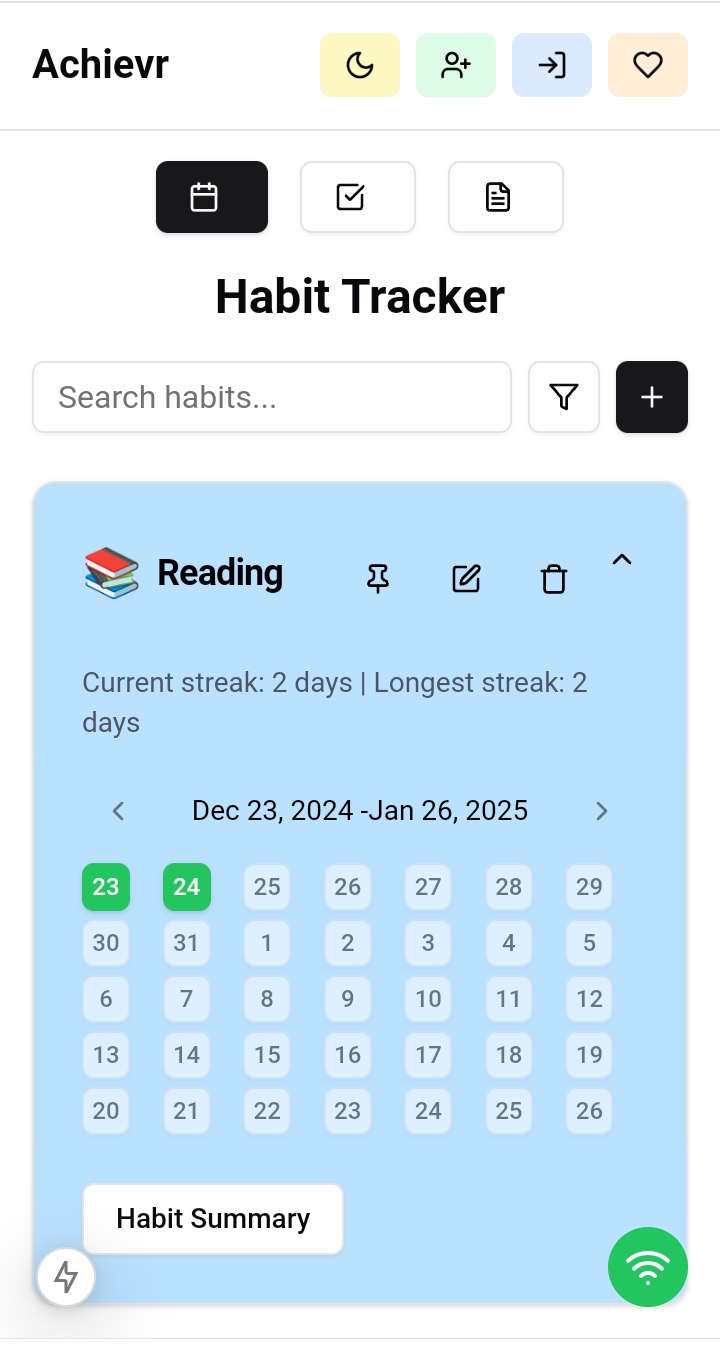 Achievr
Habit Tracker
Search habits...
Reading
Current streak: 2 days | Longest streak: 2
days
Dec 23, 2024 -Jan 26, 2025
23 24 25 26 27 28 29
30 31 1 2 3 4 5
6 7 8 9 10 11 12
13 14 15 16 17 18 19
20 21 22 23 24 25 26
Habit Summary